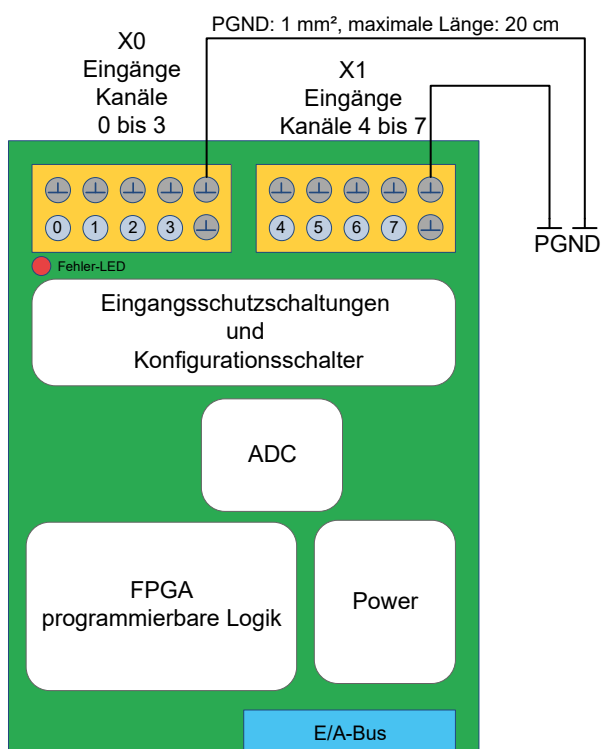 PGND: 1 mm², maximale Länge: 20 cm
X0
Eingänge
Kanäle
0 bis 3
X1
Eingänge
Kanäle 4 bis 7
0 1 2 3
4 5 6 7
PGND
Fehler-LED
Eingangsschutzschaltungen
und
Konfigurationsschalter
ADC
FPGA
programmierbare Logik
Power
E/A-Bus